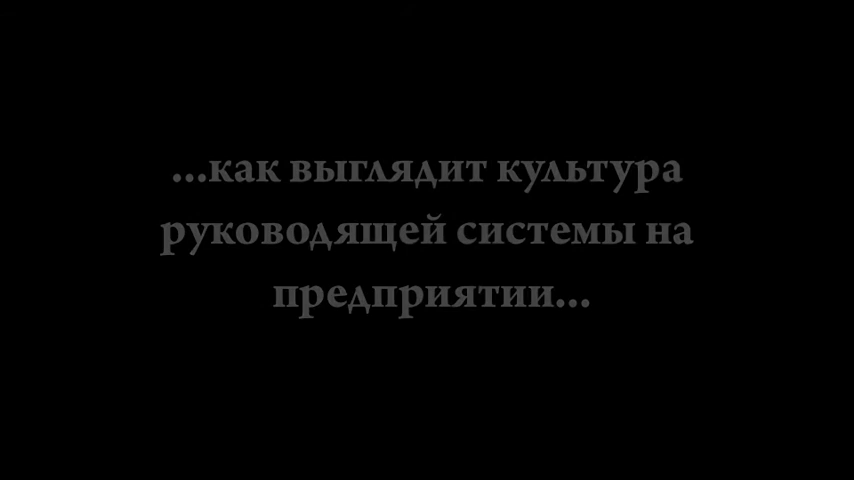 ...как выглядит культура
руководящей системы на
предприятии...